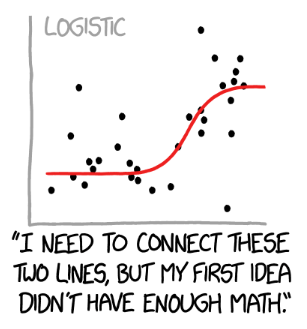 LOGISTIC
"I NEED TO CONNECT THESE
TWO LINES, BUT MY FIRST IDEA
DIDN'T HAVE ENOUGH MATH."